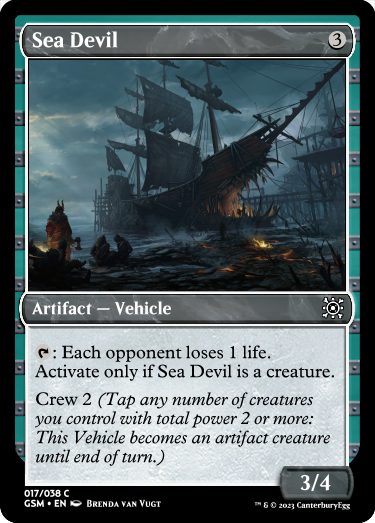 Sea Devil 3
Artifact — Vehicle
: Each opponent loses 1 life.
Activate only if Sea Devil is a creature.
Crew 2 (Tap any number of creatures
you control with total power 2 or more:
This Vehicle becomes an artifact creature
until end of turn.)
3/4
017/038 C
GSM • EN BRENDA VAN VUGT
™ & © 2023 CanterburyEgg